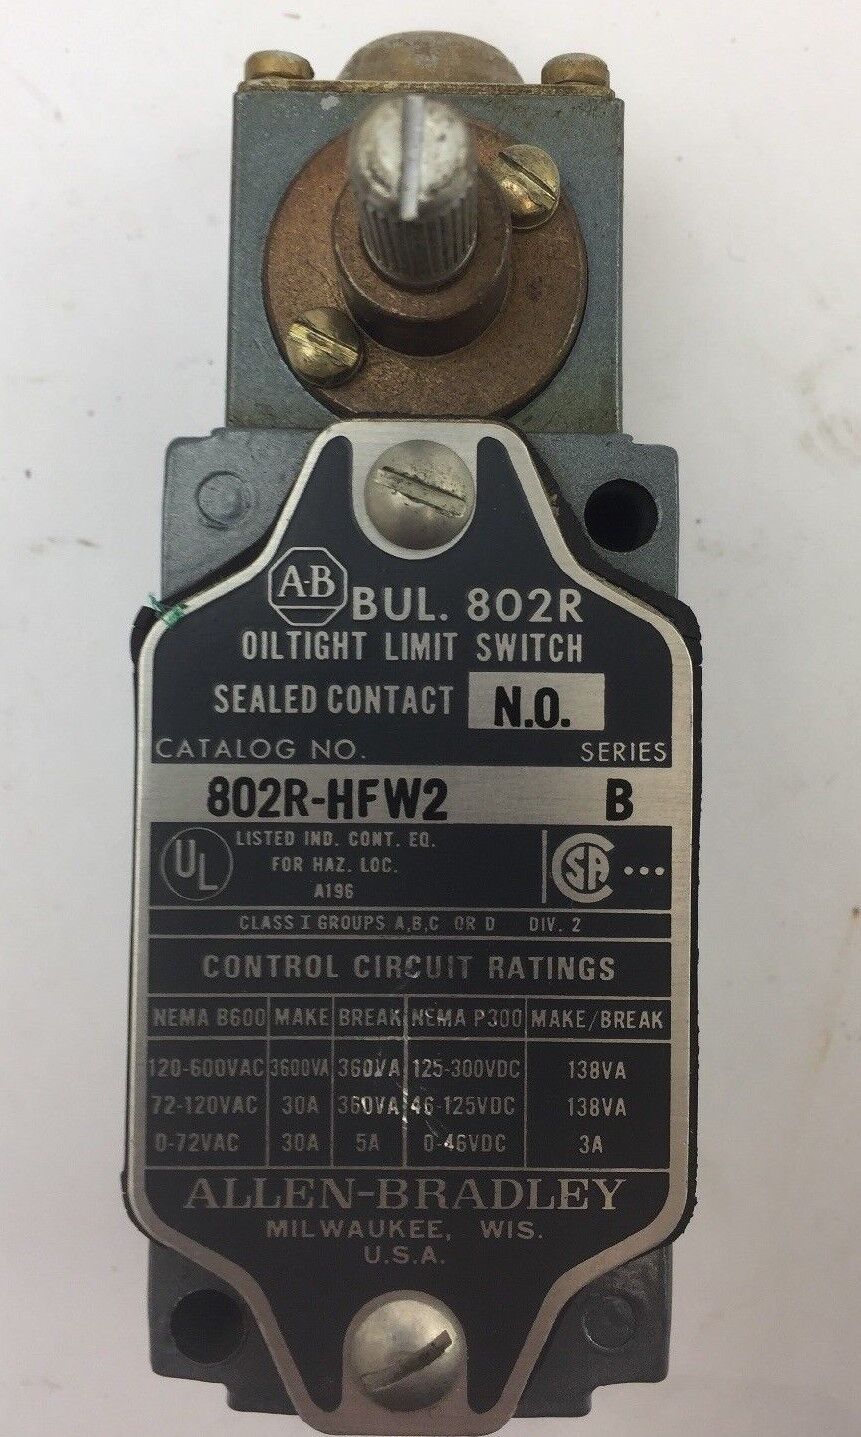 A-B BUL. 802R
OILTIGHT LIMIT SWITCH
SEALED CONTACT N.O.
CATALOG NO. SERIES
802R-HFW2 B
UL LISTED IND. CONT. EQ. SA ...
FOR HAZ. LOC.
A196
CLASS I GROUPS A,B,C OR D DIV. 2
CONTROL CIRCUIT RATINGS
NEMA B600 MAKE BREAK NEMA P300 MAKE/BREAK
120-600VAC 3600VA 360VA 125-300VDC 138VA
72-120VAC 30A 360VA 46-125VDC 138VA
0-72VAC 30A 5A 0-46VDC 3A
ALLEN-BRADLEY
MILWAUKEE, WIS.
U.S.A.